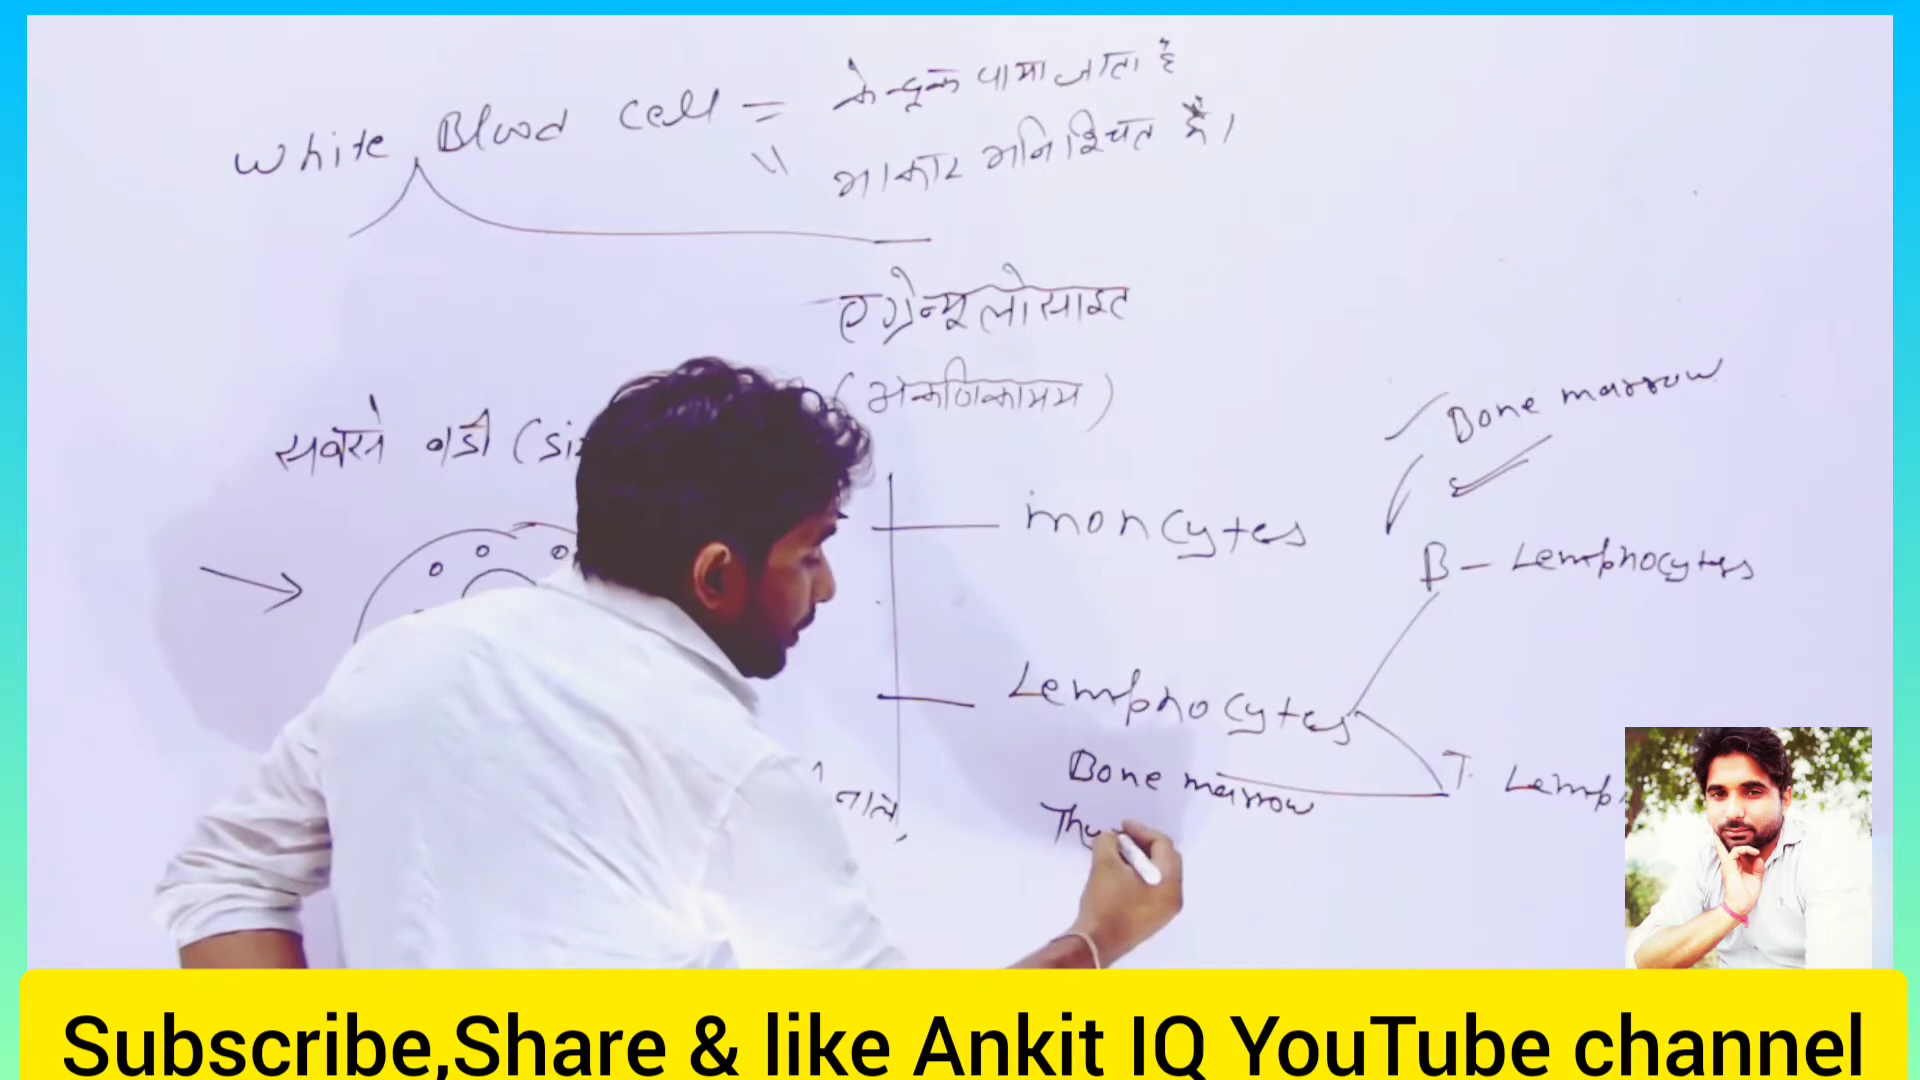 White Blood cell = केन्द्रक पाया जाता है
" आकार अनिश्चित है।
एग्रेन्यूलोसाइट
(अकणिकामय)
सबसे बड़ी (Siz
Bone marrow
moncytes
B - Lemphocytes
Lemphocytes
Bone marrow
T. Lemp
Thy
वाले,
Subscribe,Share & like Ankit IQ YouTube channel